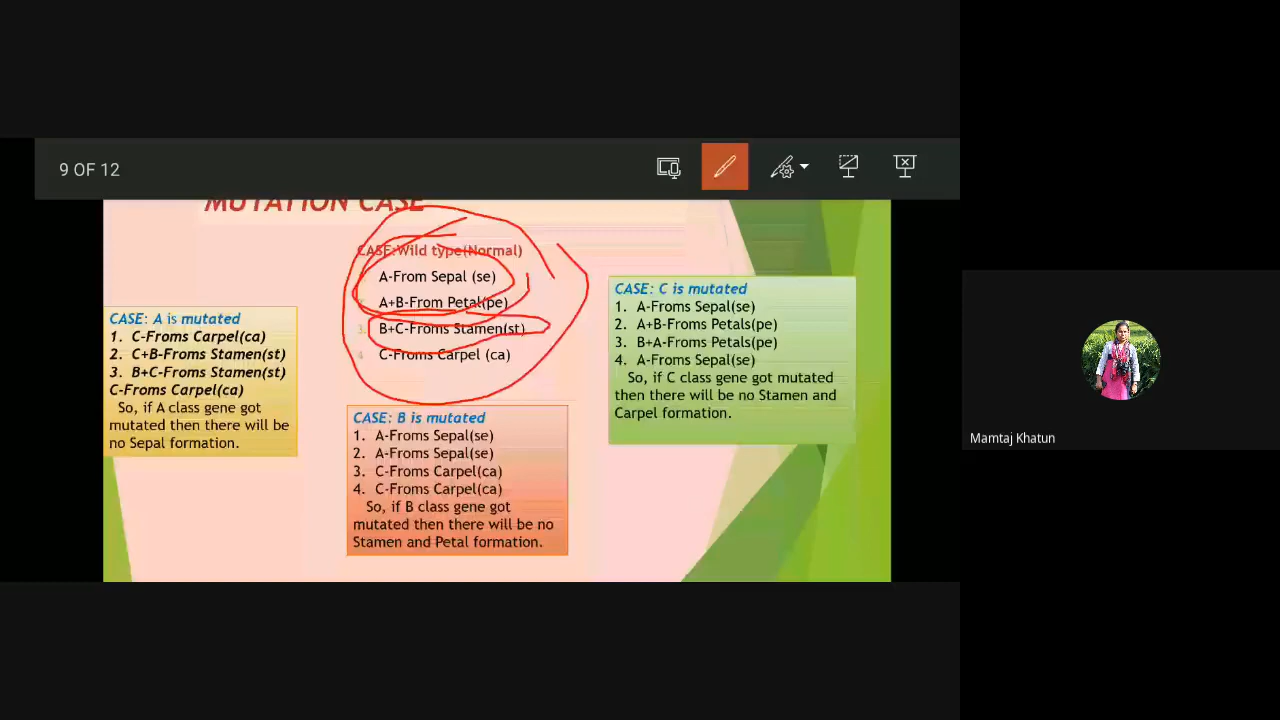 9 OF 12
MUTATION CASE
CASE:Wild type(Normal)
A-From Sepal (se)
A+B-From Petal(pe)
3. B+C-Froms Stamen(st)
4. C-Froms Carpel (ca)
CASE: A is mutated
1. C-Froms Carpel(ca)
2. C+B-Froms Stamen(st)
3. B+C-Froms Stamen(st)
C-Froms Carpel(ca)
So, if A class gene got
mutated then there will be
no Sepal formation.
CASE: B is mutated
1. A-Froms Sepal(se)
2. A-Froms Sepal(se)
3. C-Froms Carpel(ca)
4. C-Froms Carpel(ca)
So, if B class gene got
mutated then there will be no
Stamen and Petal formation.
CASE: C is mutated
1. A-Froms Sepal(se)
2. A+B-Froms Petals(pe)
3. B+A-Froms Petals(pe)
4. A-Froms Sepal(se)
So, if C class gene got mutated
then there will be no Stamen and
Carpel formation.
Mamtaj Khatun